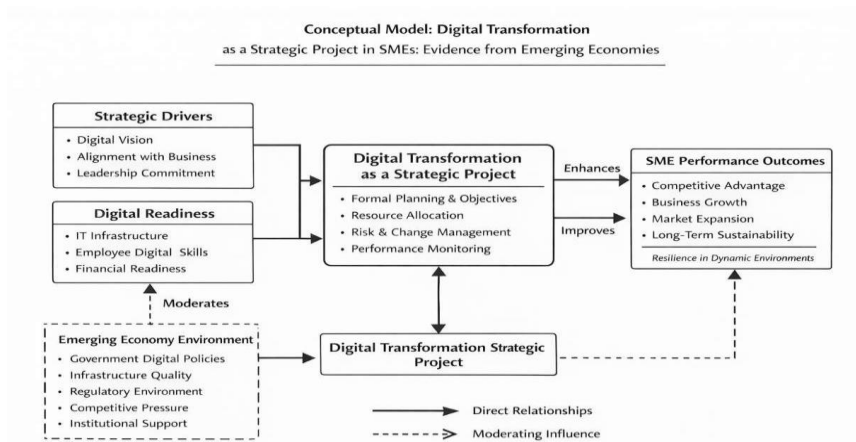 Conceptual Model: Digital Transformation
as a Strategic Project in SMEs: Evidence from Emerging Economies
Strategic Drivers
• Digital Vision
• Alignment with Business
• Leadership Commitment
Digital Readiness
• IT Infrastructure
• Employee Digital Skills
• Financial Readiness
Moderates
Emerging Economy Environment
• Government Digital Policies
• Infrastructure Quality
• Regulatory Environment
• Competitive Pressure
• Institutional Support
Digital Transformation
as a Strategic Project
• Formal Planning & Objectives
• Resource Allocation
• Risk & Change Management
• Performance Monitoring
Digital Transformation Strategic
Project
Enhances
Improves
SME Performance Outcomes
• Competitive Advantage
• Business Growth
• Market Expansion
• Long-Term Sustainability
Resilience in Dynamic Environments
Direct Relationships
Moderating Influence